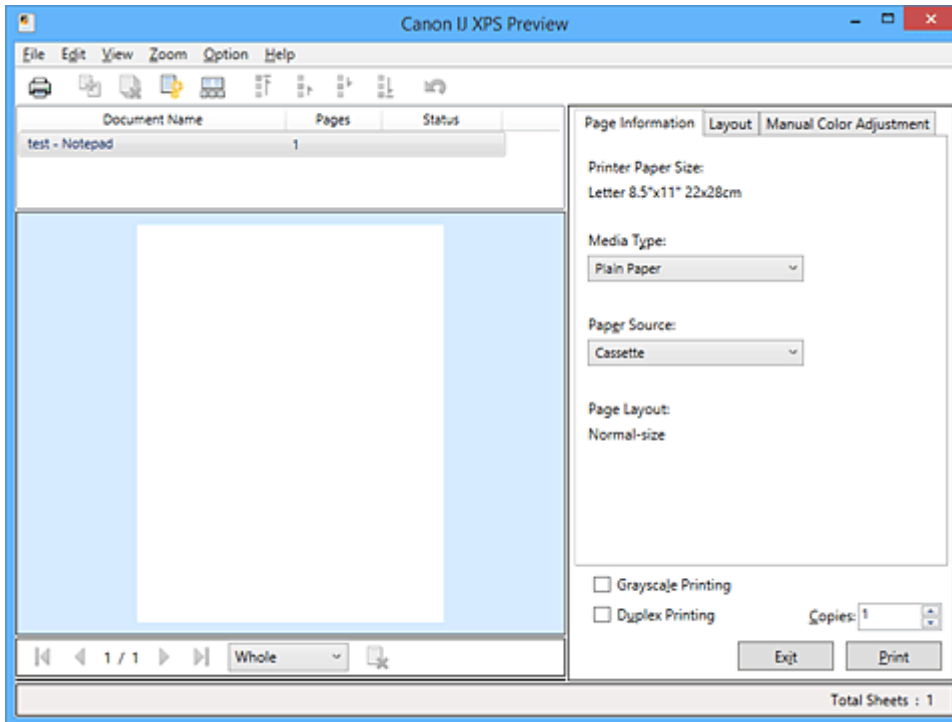 Canon IJ XPS Preview
File Edit View Zoom Option Help
Document Name Pages Status
test - Notepad 1
Page Information Layout Manual Color Adjustment
Printer Paper Size:
Letter 8.5"x11" 22x28cm
Media Type:
Plain Paper
Paper Source:
Cassette
Page Layout:
Normal-size
Grayscale Printing
Duplex Printing Copies: 1
1 / 1 Whole Exit Print
Total Sheets : 1